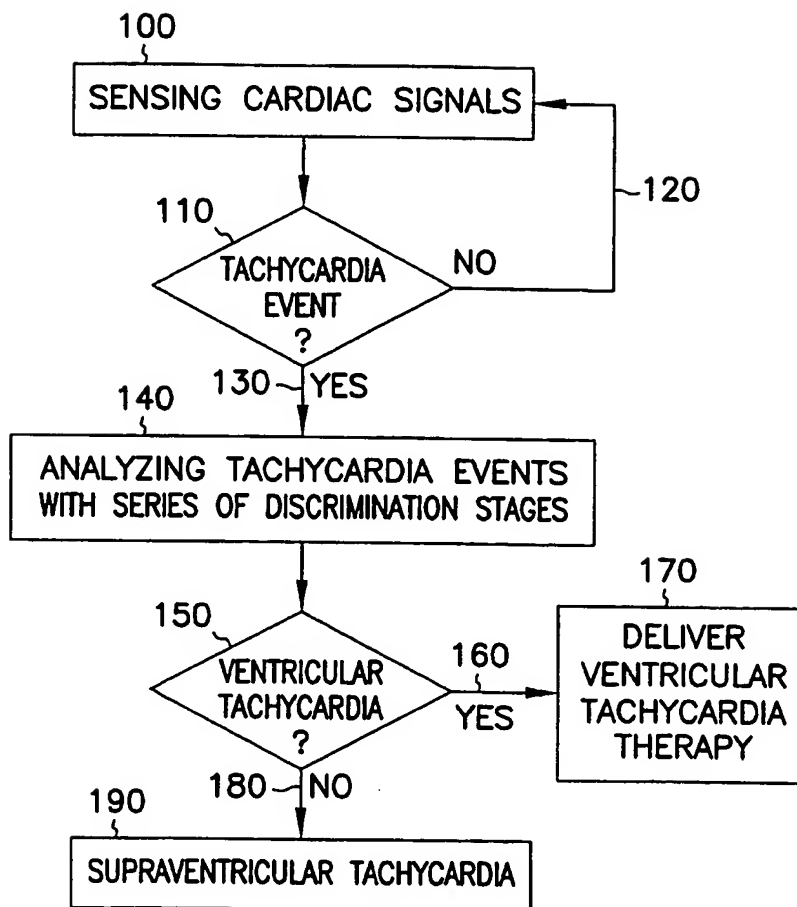 100
SENSING CARDIAC SIGNALS
120
110
TACHYCARDIA
EVENT
?
NO
130 YES
140
ANALYZING TACHYCARDIA EVENTS
WITH SERIES OF DISCRIMINATION STAGES
150
VENTRICULAR
TACHYCARDIA
?
160
YES
170
DELIVER
VENTRICULAR
TACHYCARDIA
THERAPY
180 NO
190
SUPRAVENTRICULAR TACHYCARDIA